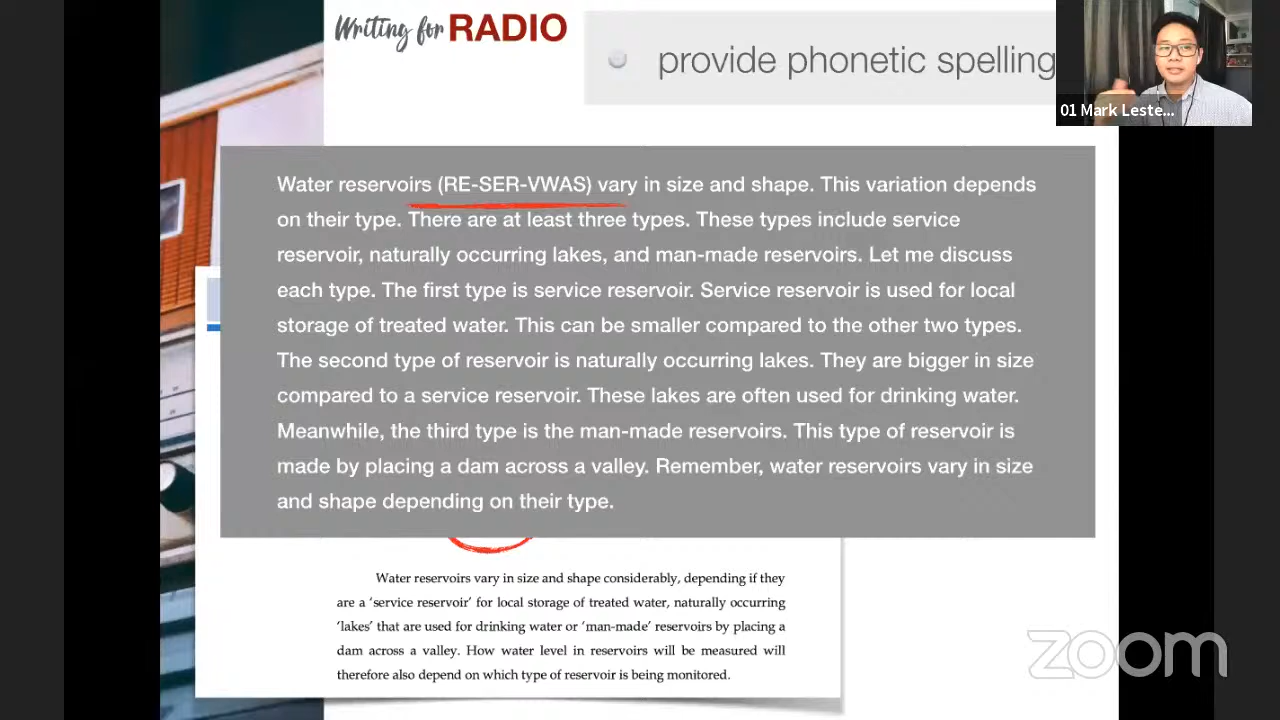 Writing for RADIO
provide phonetic spelling
01 Mark Leste...
Water reservoirs (RE-SER-VWAS) vary in size and shape. This variation depends
on their type. There are at least three types. These types include service
reservoir, naturally occurring lakes, and man-made reservoirs. Let me discuss
each type. The first type is service reservoir. Service reservoir is used for local
storage of treated water. This can be smaller compared to the other two types.
The second type of reservoir is naturally occurring lakes. They are bigger in size
compared to a service reservoir. These lakes are often used for drinking water.
Meanwhile, the third type is the man-made reservoirs. This type of reservoir is
made by placing a dam across a valley. Remember, water reservoirs vary in size
and shape depending on their type.
Water reservoirs vary in size and shape considerably, depending if they
are a ‘service reservoir’ for local storage of treated water, naturally occurring
‘lakes’ that are used for drinking water or ‘man-made’ reservoirs by placing a
dam across a valley. How water level in reservoirs will be measured will
therefore also depend on which type of reservoir is being monitored.
zoom